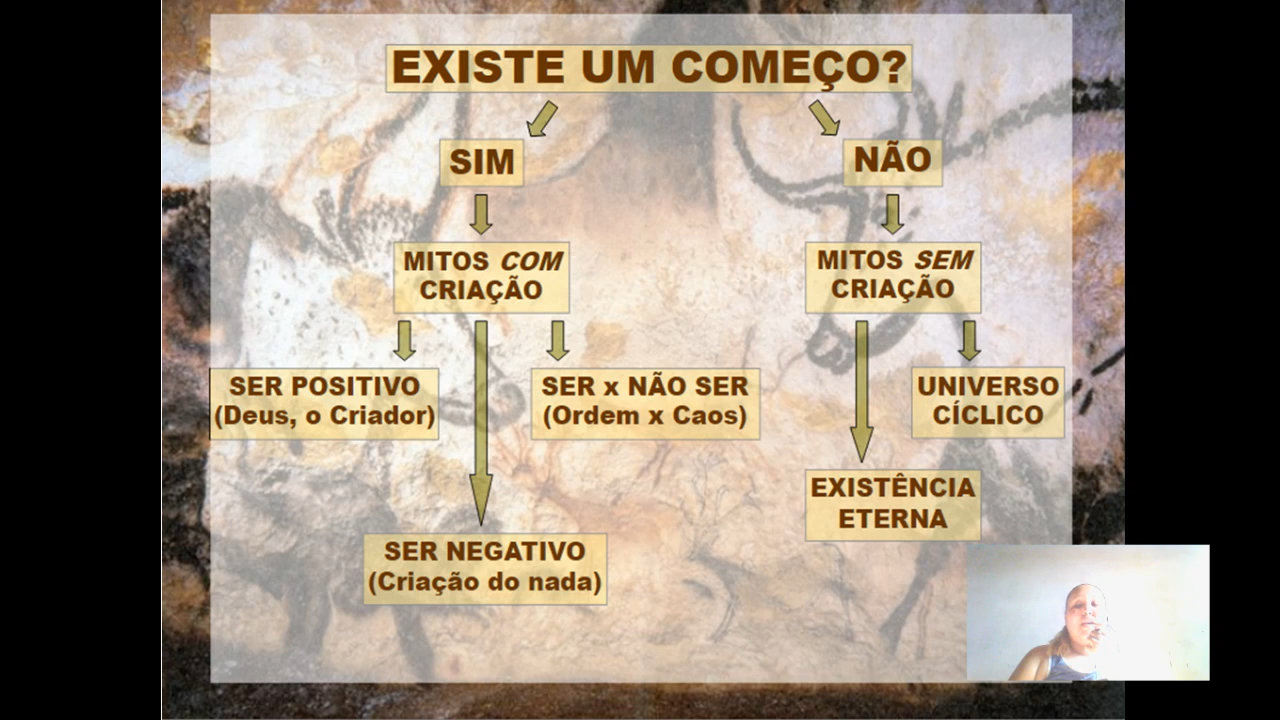 EXISTE UM COMEÇO?
SIM
NÃO
MITOS COM
CRIAÇÃO
MITOS SEM
CRIAÇÃO
SER POSITIVO
(Deus, o Criador)
SER x NÃO SER
(Ordem x Caos)
UNIVERSO
CÍCLICO
EXISTÊNCIA
ETERNA
SER NEGATIVO
(Criação do nada)